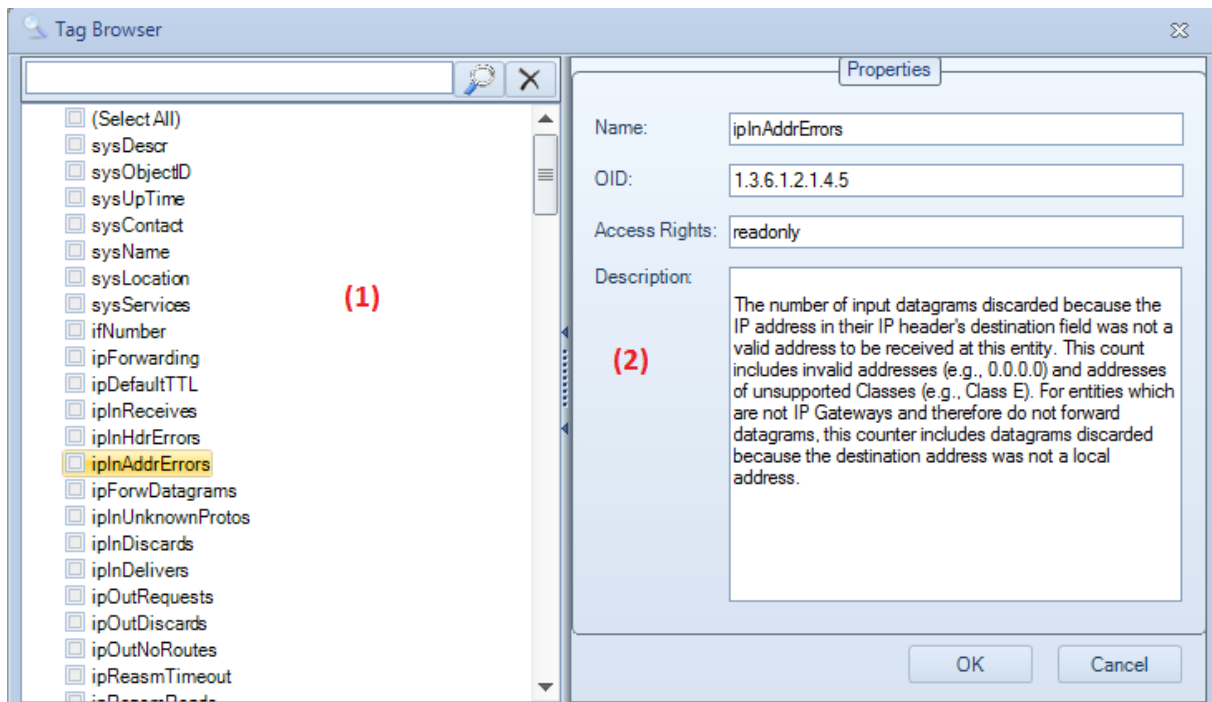 Tag Browser
(Select All)
sysDescr
sysObjectID
sysUpTime
sysContact
sysName
sysLocation
sysServices
ifNumber
ipForwarding
ipDefaultTTL
ipInReceives
ipInHdrErrors
ipInAddrErrors
ipForwDatagrams
ipInUnknownProtos
ipInDiscards
ipInDelivers
ipOutRequests
ipOutDiscards
ipOutNoRoutes
ipReasmTimeout
(1)
Properties
Name: ipInAddrErrors
OID: 1.3.6.1.2.1.4.5
Access Rights: readonly
Description:
The number of input datagrams discarded because the
IP address in their IP header's destination field was not a
valid address to be received at this entity. This count
includes invalid addresses (e.g., 0.0.0.0) and addresses
of unsupported Classes (e.g., Class E). For entities which
are not IP Gateways and therefore do not forward
datagrams, this counter includes datagrams discarded
because the destination address was not a local
address.
(2)
OK
Cancel